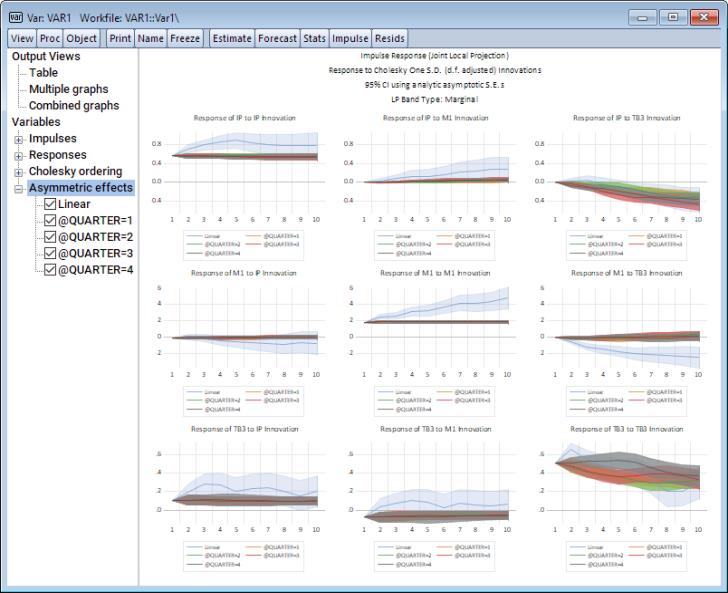 Var: VAR1   Workfile: VAR1::Var1\
View Proc Object Print Name Freeze Estimate Forecast Stats Impulse Resids
Output Views
Table
Multiple graphs
Combined graphs
Variables
Impulses
Responses
Cholesky ordering
Asymmetric effects
Linear
@QUARTER=1
@QUARTER=2
@QUARTER=3
@QUARTER=4
Impulse Response (Joint Local Projection)
Response to Cholesky One S.D. (d.f. adjusted) Innovations
95% CI using analytic asymptotic S.E.s
LP Band Type: Marginal
Response of IP to IP Innovation
0.8
0.4
0.0
0.4
1 2 3 4 5 6 7 8 9 10
Linear @QUARTER=1
@QUARTER=2 @QUARTER=3
@QUARTER=4
Response of IP to M1 Innovation
0.8
0.4
0.0
0.4
1 2 3 4 5 6 7 8 9 10
Linear @QUARTER=1
@QUARTER=2 @QUARTER=3
@QUARTER=4
Response of IP to TB3 Innovation
0.8
0.4
0.0
0.4
1 2 3 4 5 6 7 8 9 10
Linear @QUARTER=1
@QUARTER=2 @QUARTER=3
@QUARTER=4
Response of M1 to IP Innovation
6
4
2
0
2
1 2 3 4 5 6 7 8 9 10
Linear @QUARTER=1
@QUARTER=2 @QUARTER=3
@QUARTER=4
Response of M1 to M1 Innovation
6
4
2
0
2
1 2 3 4 5 6 7 8 9 10
Linear @QUARTER=1
@QUARTER=2 @QUARTER=3
@QUARTER=4
Response of M1 to TB3 Innovation
6
4
2
0
2
1 2 3 4 5 6 7 8 9 10
Linear @QUARTER=1
@QUARTER=2 @QUARTER=3
@QUARTER=4
Response of TB3 to IP Innovation
.6
.4
.2
.0
1 2 3 4 5 6 7 8 9 10
Linear @QUARTER=1
@QUARTER=2 @QUARTER=3
@QUARTER=4
Response of TB3 to M1 Innovation
.6
.4
.2
.0
1 2 3 4 5 6 7 8 9 10
Linear @QUARTER=1
@QUARTER=2 @QUARTER=3
@QUARTER=4
Response of TB3 to TB3 Innovation
.6
.4
.2
.0
1 2 3 4 5 6 7 8 9 10
Linear @QUARTER=1
@QUARTER=2 @QUARTER=3
@QUARTER=4